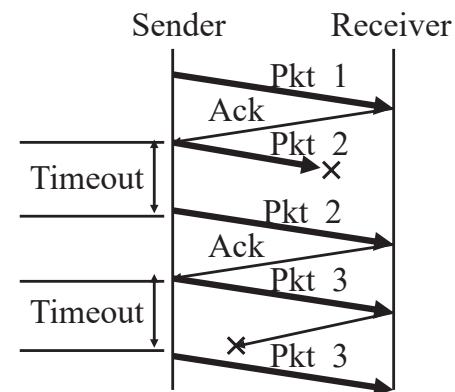 Sender Receiver
Pkt 1
Ack
Pkt 2
Timeout
Pkt 2
Ack
Pkt 3
Timeout
Pkt 3